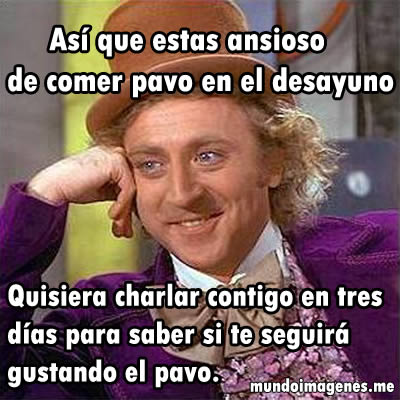 Así que estas ansioso
de comer pavo en el desayuno
Quisiera charlar contigo en tres
días para saber si te seguirá
gustando el pavo.
mundoimagenes.me